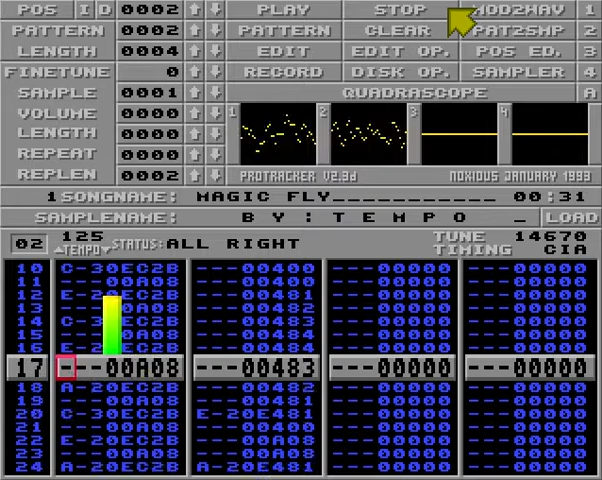 POS I D 0002 PLAY STOP MOD2WAV 1
PATTERN 0002 PATTERN CLEAR PAT2SMP 2
LENGTH 0004 EDIT EDIT OP. POS ED. 3
FINETUNE 0 RECORD DISK OP. SAMPLER 4
SAMPLE 0001 QUADRASCOPE A
VOLUME 0000 1 2 3 4
LENGTH 0000
REPEAT 0000
REPLEN 0002 PROTRACKER V2.3d NOXIOUS JANUARY 1993
1 SONGNAME: MAGIC FLY___________ 00:31
SAMPLENAME: B Y : T E M P O _ LOAD
02 125 TEMPO STATUS: ALL RIGHT TUNE 14670
TIMING CIA
10 C-30EC2B ---00400 ---00000 ---00000
11 ---00A08 ---00400 ---00000 ---00000
12 E-20EC2B ---00481 ---00000 ---00000
13 ---00A08 ---00482 ---00000 ---00000
14 C-30EC2B ---00483 ---00000 ---00000
15 ---00A08 ---00484 ---00000 ---00000
16 E-20EC2B ---00484 ---00000 ---00000
17 ---00A08 ---00483 ---00000 ---00000
18 A-20EC2B ---00482 ---00000 ---00000
19 ---00A08 ---00481 ---00000 ---00000
20 C-30EC2B E-20E481 ---00000 ---00000
21 ---00A08 ---00400 ---00000 ---00000
22 E-20EC2B ---00A08 ---00000 ---00000
23 ---00A08 ---00A08 ---00000 ---00000
24 A-20EC2B A-20E481 ---00000 ---00000